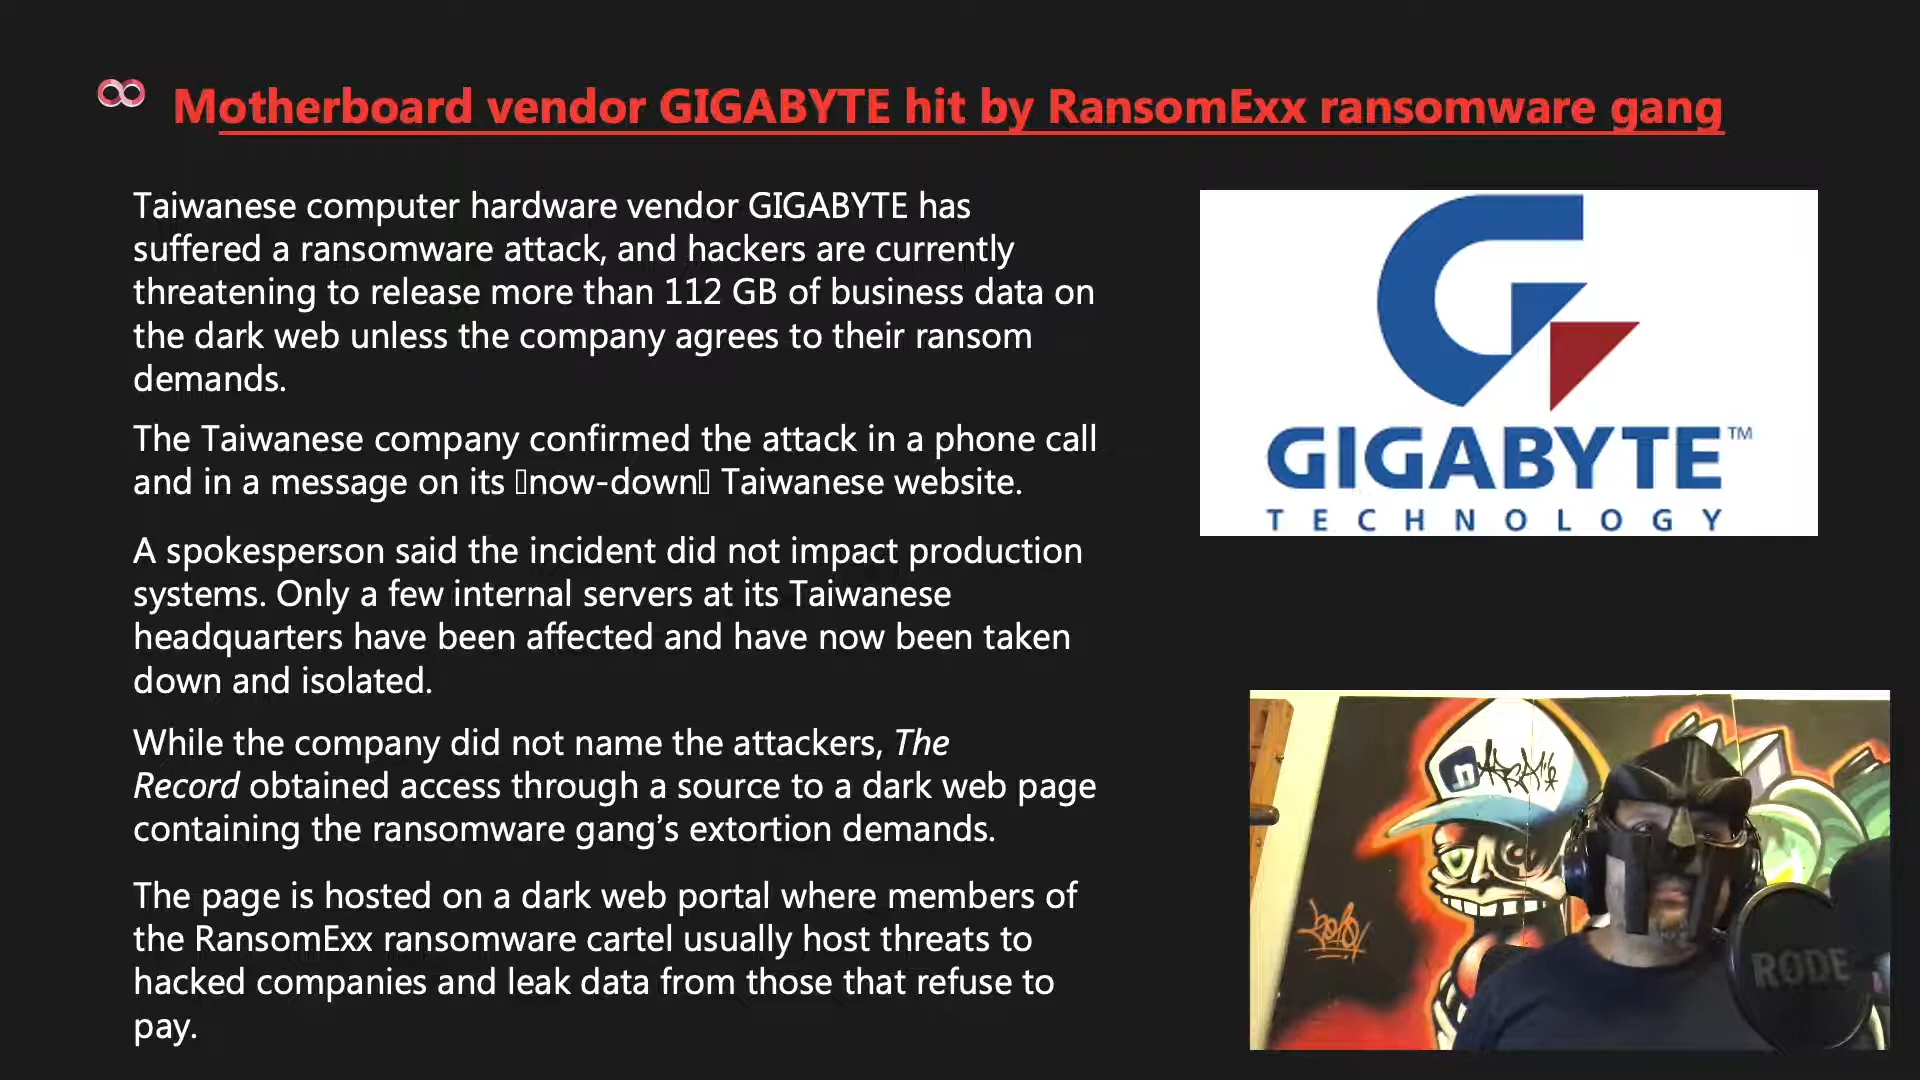 Motherboard vendor GIGABYTE hit by RansomExx ransomware gang
Taiwanese computer hardware vendor GIGABYTE has
suffered a ransomware attack, and hackers are currently
threatening to release more than 112 GB of business data on
the dark web unless the company agrees to their ransom
demands.
The Taiwanese company confirmed the attack in a phone call
and in a message on its ▯now-down▯ Taiwanese website.
A spokesperson said the incident did not impact production
systems. Only a few internal servers at its Taiwanese
headquarters have been affected and have now been taken
down and isolated.
While the company did not name the attackers, The
Record obtained access through a source to a dark web page
containing the ransomware gang’s extortion demands.
The page is hosted on a dark web portal where members of
the RansomExx ransomware cartel usually host threats to
hacked companies and leak data from those that refuse to
pay.
GIGABYTE™
TECHNOLOGY
RØDE